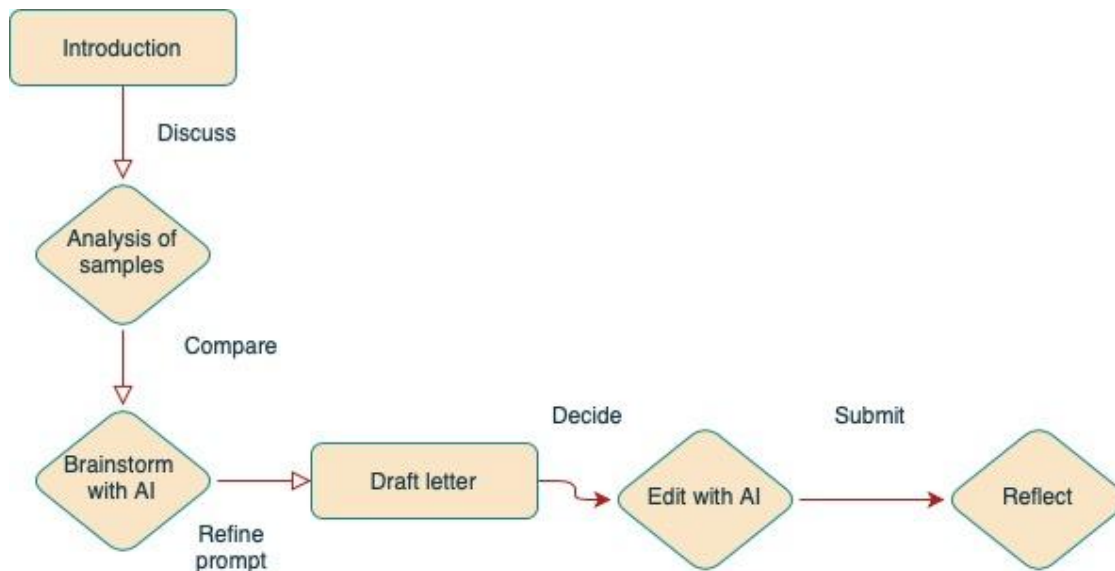 Introduction
Discuss
Analysis of
samples
Compare
Brainstorm
with AI
Refine
prompt
Draft letter
Decide
Edit with AI
Submit
Reflect